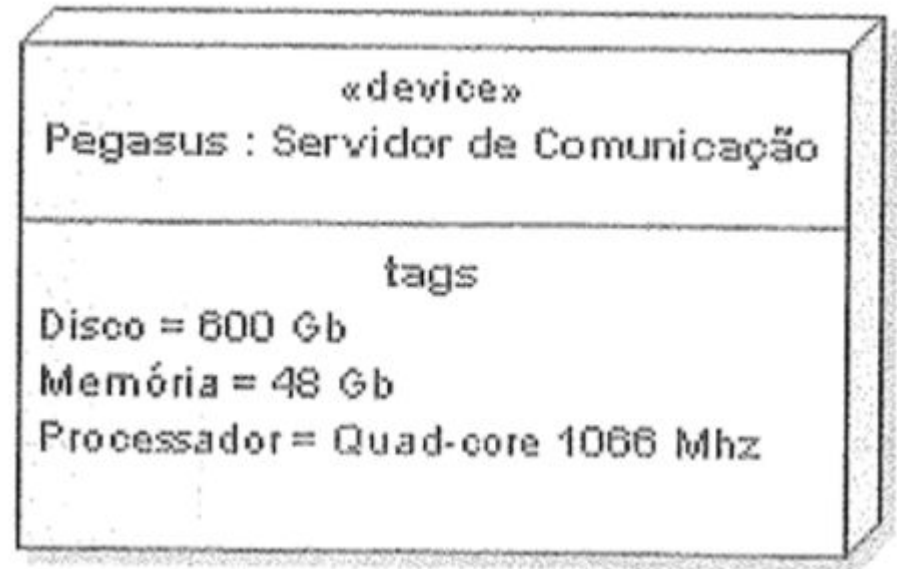 «device»
Pegasus : Servidor de Comunicação
tags
Disco = 600 Gb
Memória = 48 Gb
Processador = Quad-core 1066 Mhz